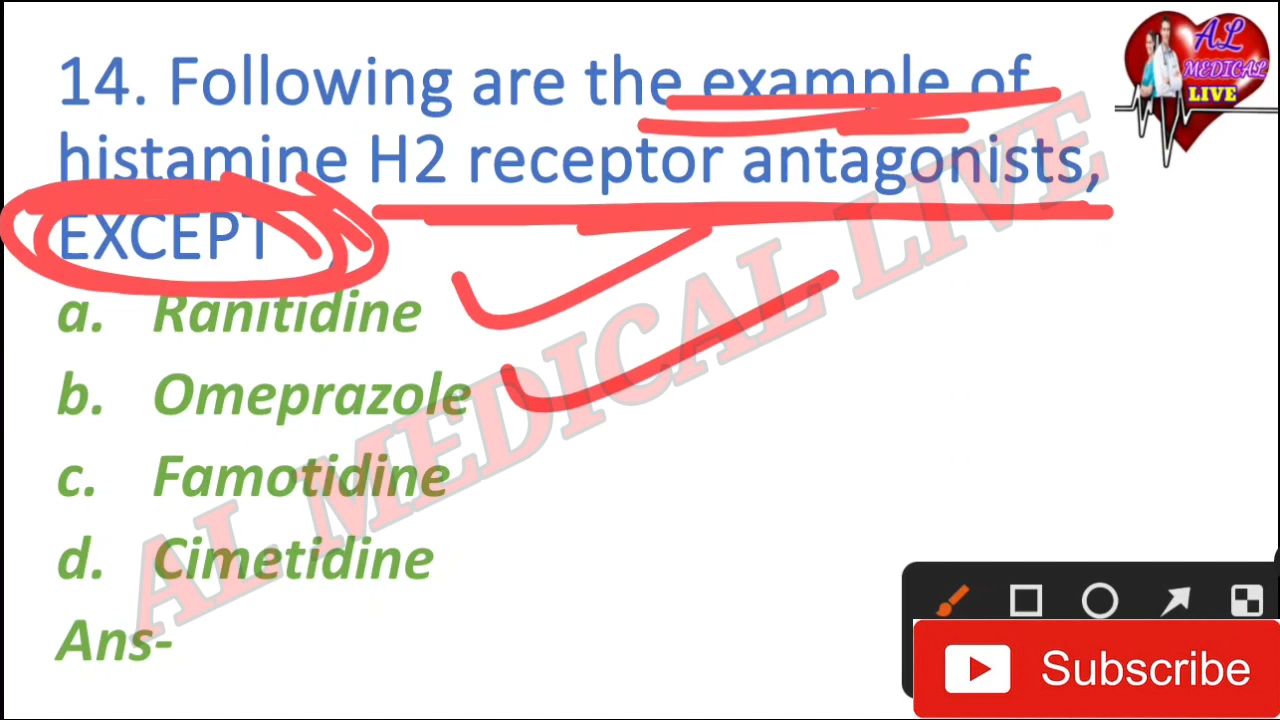 14. Following are the example of
histamine H2 receptor antagonists,
EXCEPT
a. Ranitidine
b. Omeprazole
c. Famotidine
d. Cimetidine
Ans-
AL MEDICAL LIVE
AL
MEDICAL
LIVE
Subscribe